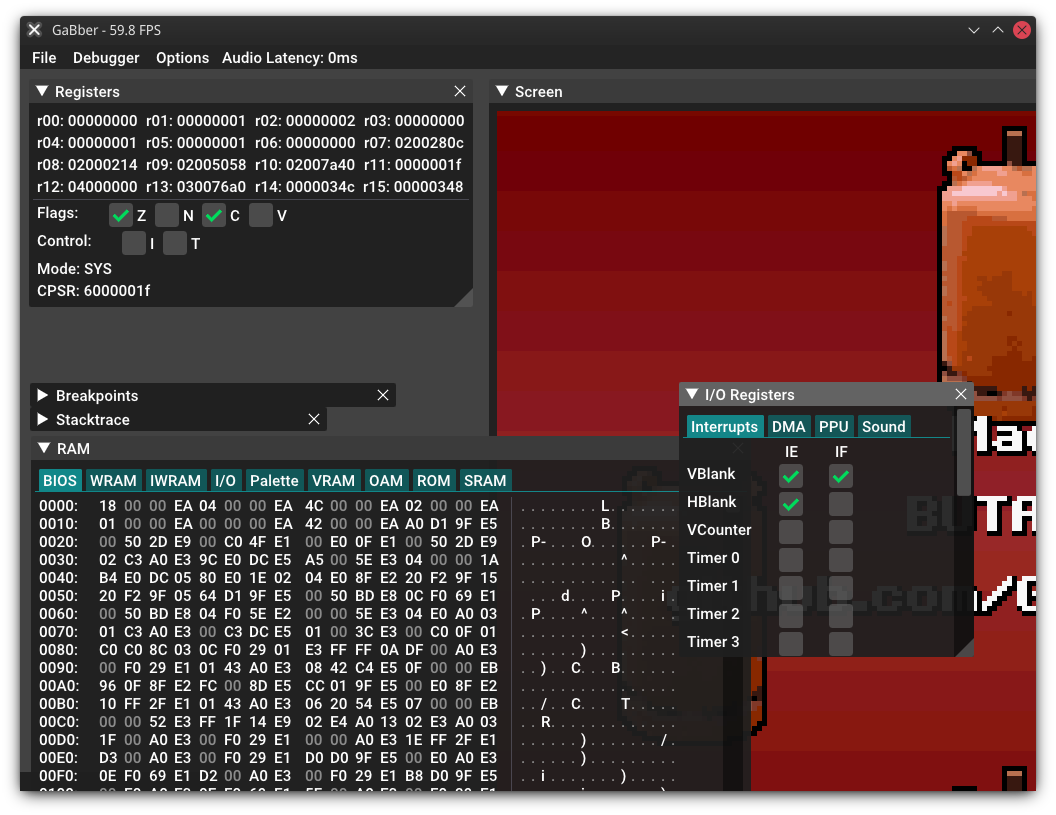 GaBber - 59.8 FPS
File Debugger Options Audio Latency: 0ms
Registers
r00: 00000000 r01: 00000001 r02: 00000002 r03: 00000000
r04: 00000001 r05: 00000001 r06: 00000000 r07: 0200280c
r08: 02000214 r09: 02005058 r10: 02007a40 r11: 0000001f
r12: 04000000 r13: 030076a0 r14: 0000034c r15: 00000348
Flags: Z N C V
Control: I T
Mode: SYS
CPSR: 6000001f
Screen
Breakpoints
Stacktrace
I/O Registers
Interrupts DMA PPU Sound
IE IF
VBlank
HBlank
VCounter
Timer 0
Timer 1
Timer 2
Timer 3
RAM
BIOS WRAM IWRAM I/O Palette VRAM OAM ROM SRAM
0000: 18 00 00 EA 04 00 00 EA 4C 00 00 EA 02 00 00 EA . . . . . . . . L . . . . . . .
0010: 01 00 00 EA 00 00 00 EA 42 00 00 EA A0 D1 9F E5 . . . . . . . . B . . . . . . .
0020: 00 50 2D E9 00 C0 4F E1 00 E0 0F E1 00 50 2D E9 . P - . . . O . . . . . . P - .
0030: 02 C3 A0 E3 9C E0 DC E5 A5 00 5E E3 04 00 00 1A . . . . . . . . . . ^ . . . . .
0040: B4 E0 DC 05 80 E0 1E 02 04 E0 8F E2 20 F2 9F 15 . . . . . . . . . . . . . . .
0050: 20 F2 9F 05 64 D1 9F E5 00 50 BD E8 0C F0 69 E1 . . . d . . . . P . . . . i .
0060: 00 50 BD E8 04 F0 5E E2 00 00 5E E3 04 E0 A0 03 . P . . . . ^ . . . ^ . . . . .
0070: 01 C3 A0 E3 00 C3 DC E5 01 00 3C E3 00 C0 0F 01 . . . . . . . . . . < . . . . .
0080: C0 C0 8C 03 0C F0 29 01 E3 FF FF 0A DF 00 A0 E3 . . . . . . ) . . . . . . . . .
0090: 00 F0 29 E1 01 43 A0 E3 08 42 C4 E5 0F 00 00 EB . . ) . . C . . . B . . . . . .
00A0: 96 0F 8F E2 FC 00 8D E5 CC 01 9F E5 00 E0 8F E2 . . . . . . . . . . . . . . . .
00B0: 10 FF 2F E1 01 43 A0 E3 06 20 54 E5 07 00 00 EB . . / . . C . . . T . . . . .
00C0: 00 00 52 E3 FF 1F 14 E9 02 E4 A0 13 02 E3 A0 03 . . R . . . . . . . . . . . . .
00D0: 1F 00 A0 E3 00 F0 29 E1 00 00 A0 E3 1E FF 2F E1 . . . . . . ) . . . . . . . / .
00E0: D3 00 A0 E3 00 F0 29 E1 D0 D0 9F E5 00 E0 A0 E3 . . . . . . ) . . . . . . . . .
00F0: 0E F0 69 E1 D2 00 A0 E3 00 F0 29 E1 B8 D0 9F E5 . . i . . . . . . . ) . . . . .